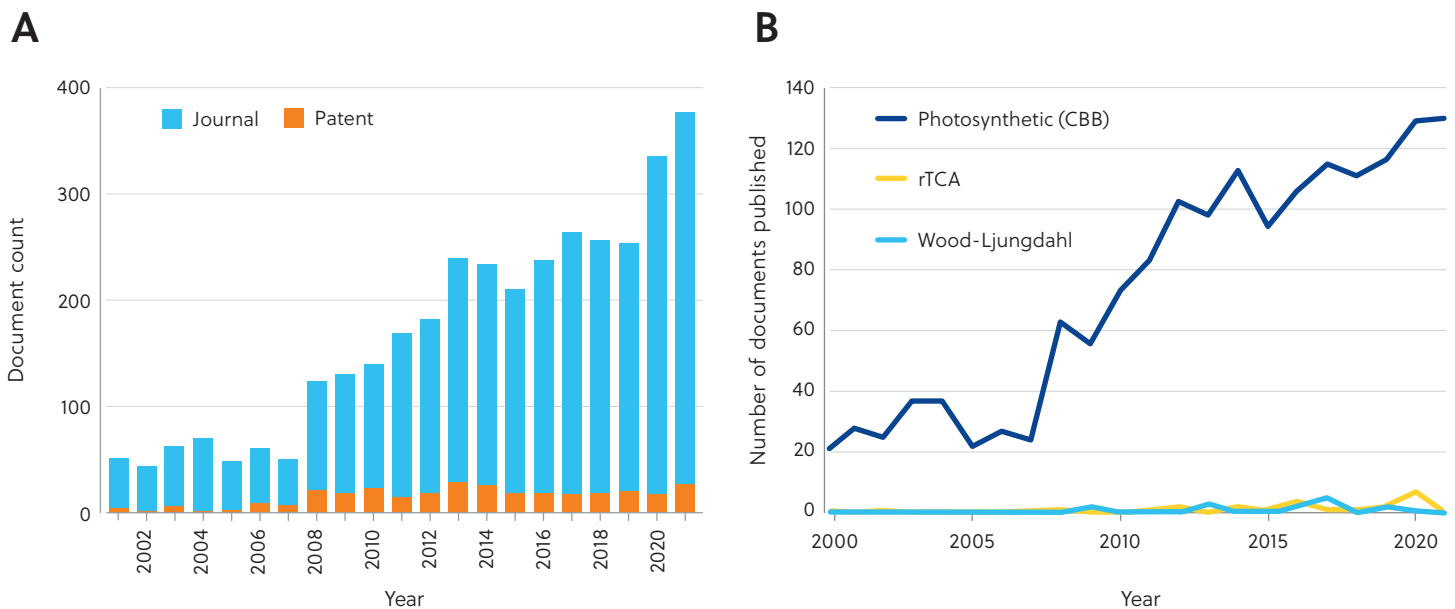 A
400
300
200
100
0
Document count
Journal
Patent
2002
2004
2006
2008
2010
2012
2014
2016
2018
2020
Year
B
140
120
100
80
60
40
20
0
Number of documents published
Photosynthetic (CBB)
rTCA
Wood-Ljungdahl
2000
2005
2010
2015
2020
Year